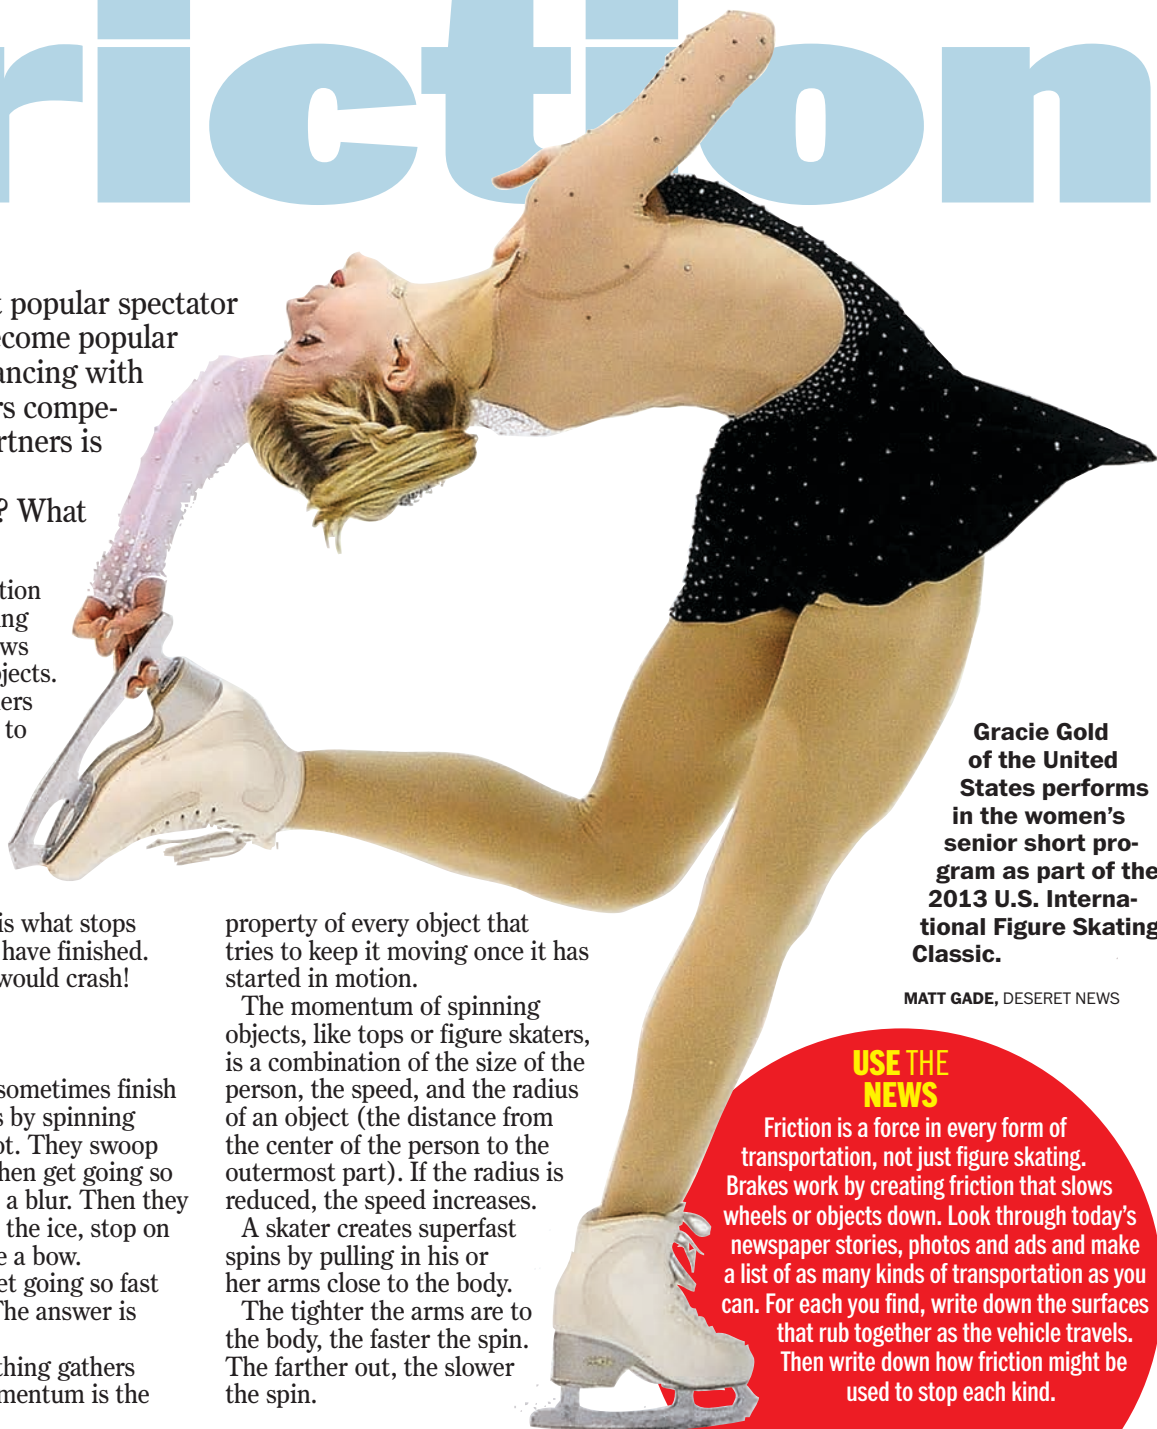 riction
t popular spectator
ecome popular
ancing with
rs compe-
rtners is
? What
tion
ng
ws
jects.
ers
to
is what stops
have finished.
would crash!
sometimes finish
s by spinning
ot. They swoop
hen get going so
a blur. Then they
the ice, stop on
e a bow.
et going so fast
The answer is
thing gathers
mentum is the
property of every object that
tries to keep it moving once it has
started in motion.
The momentum of spinning
objects, like tops or figure skaters,
is a combination of the size of the
person, the speed, and the radius
of an object (the distance from
the center of the person to the
outermost part). If the radius is
reduced, the speed increases.
A skater creates superfast
spins by pulling in his or
her arms close to the body.
The tighter the arms are to
the body, the faster the spin.
The farther out, the slower
the spin.
Gracie Gold
of the United
States performs
in the women's
senior short pro-
gram as part of the
2013 U.S. Interna-
tional Figure Skating
Classic.
MATT GADE, DESERET NEWS
USE THE
NEWS
Friction is a force in every form of
transportation, not just figure skating.
Brakes work by creating friction that slows
wheels or objects down. Look through today's
newspaper stories, photos and ads and make
a list of as many kinds of transportation as you
can. For each you find, write down the surfaces
that rub together as the vehicle travels.
Then write down how friction might be
used to stop each kind.